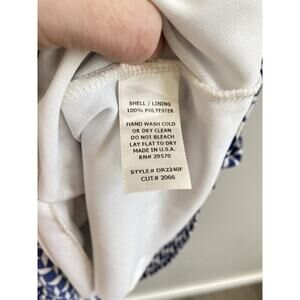 SHELL / LINING
100% POLYESTER
HAND WASH COLD
OR DRY CLEAN
DO NOT BLEACH
LAY FLAT TO DRY
MADE IN U.S.A.
RN# 29570
STYLE# DR2240F
CUT# 2066